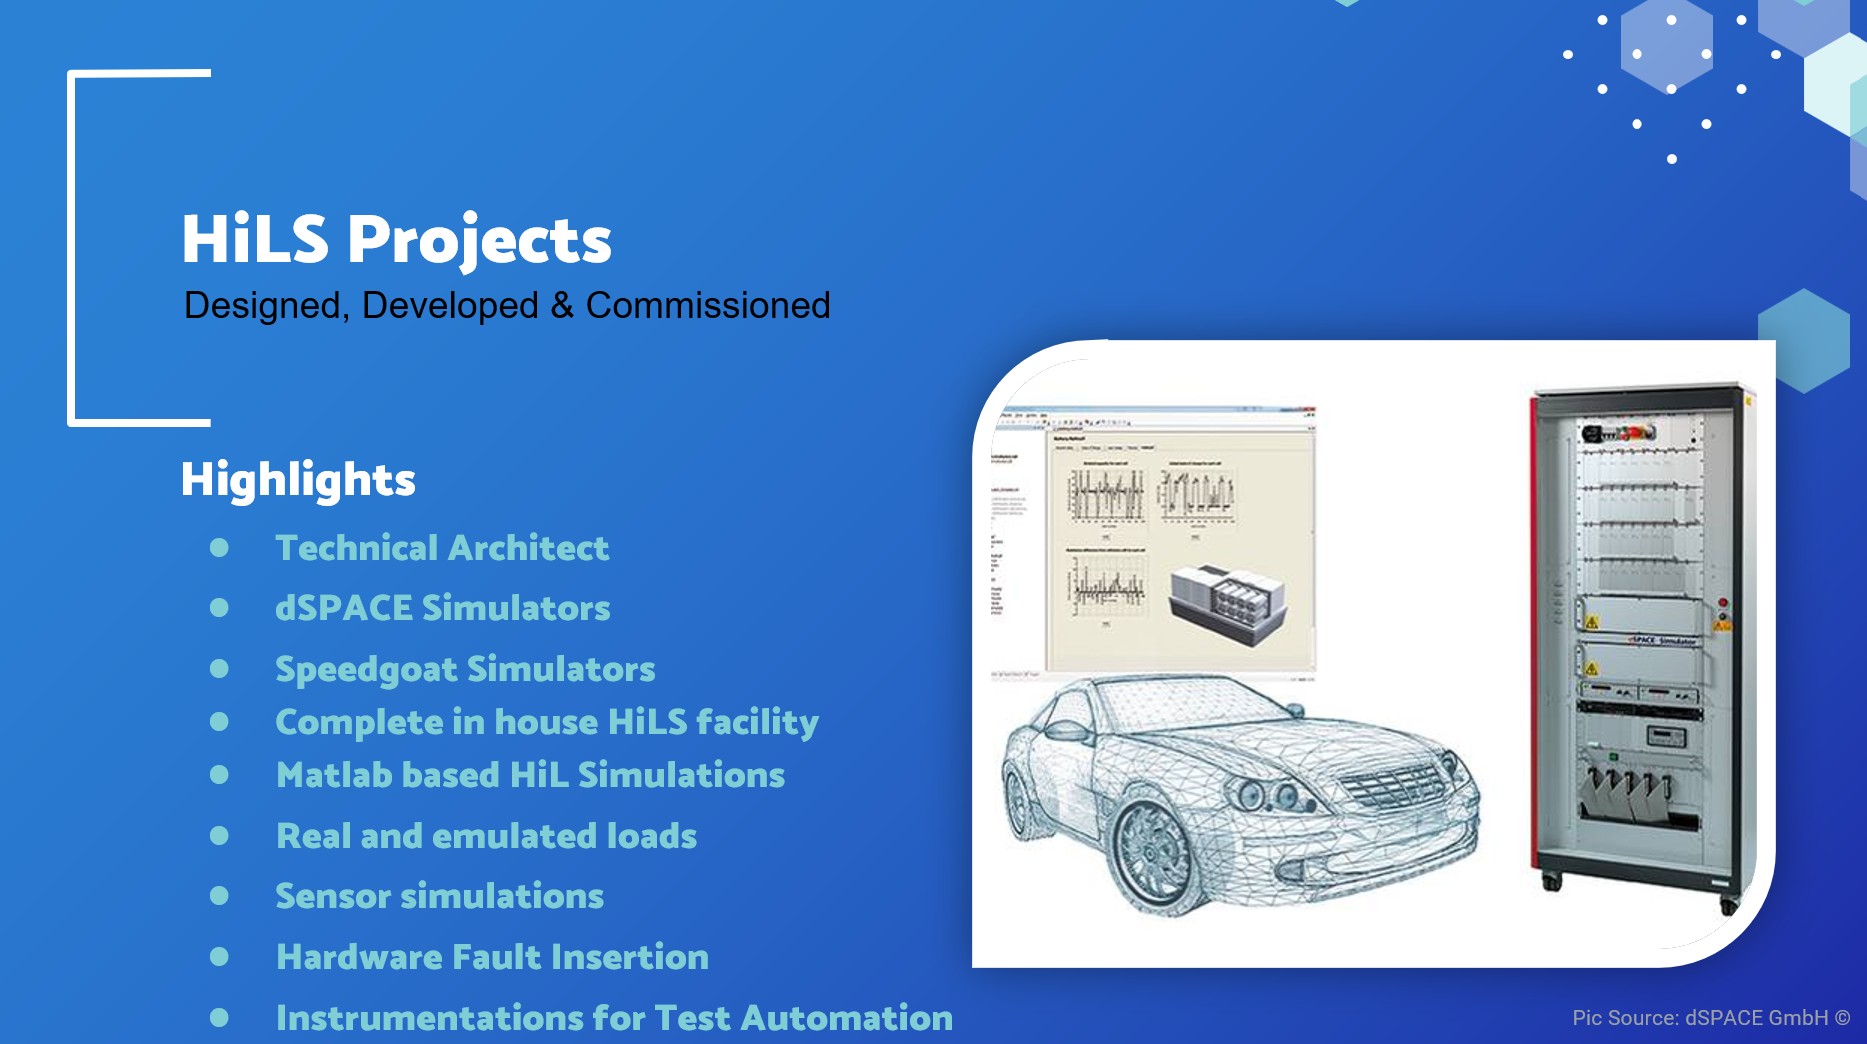 HiLS Projects
Designed, Developed & Commissioned
Highlights
Technical Architect
dSPACE Simulators
Speedgoat Simulators
Complete in house HiLS facility
Matlab based HiL Simulations
Real and emulated loads
Sensor simulations
Hardware Fault Insertion
Instrumentations for Test Automation
dSPACE Simulator
Pic Source: dSPACE GmbH ©